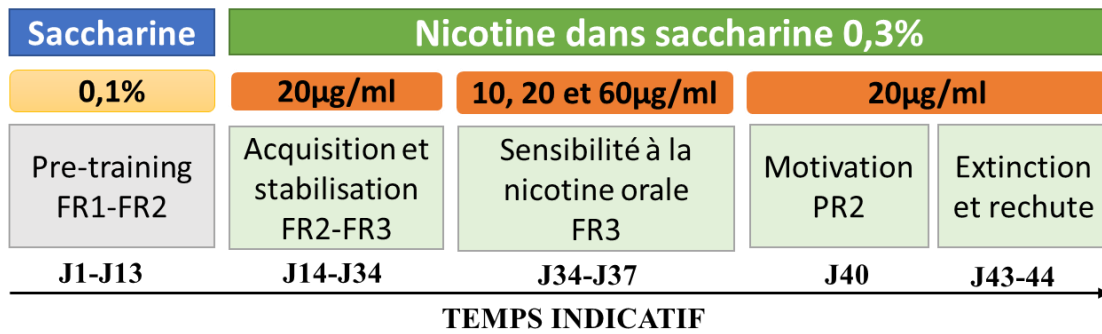 Saccharine
Nicotine dans saccharine 0,3%
0,1%
20µg/ml
10, 20 et 60µg/ml
20µg/ml
Pre-training
FR1-FR2
Acquisition et
stabilisation
FR2-FR3
Sensibilité à la
nicotine orale
FR3
Motivation
PR2
Extinction
et rechute
J1-J13
J14-J34
J34-J37
J40
J43-44
TEMPS INDICATIF